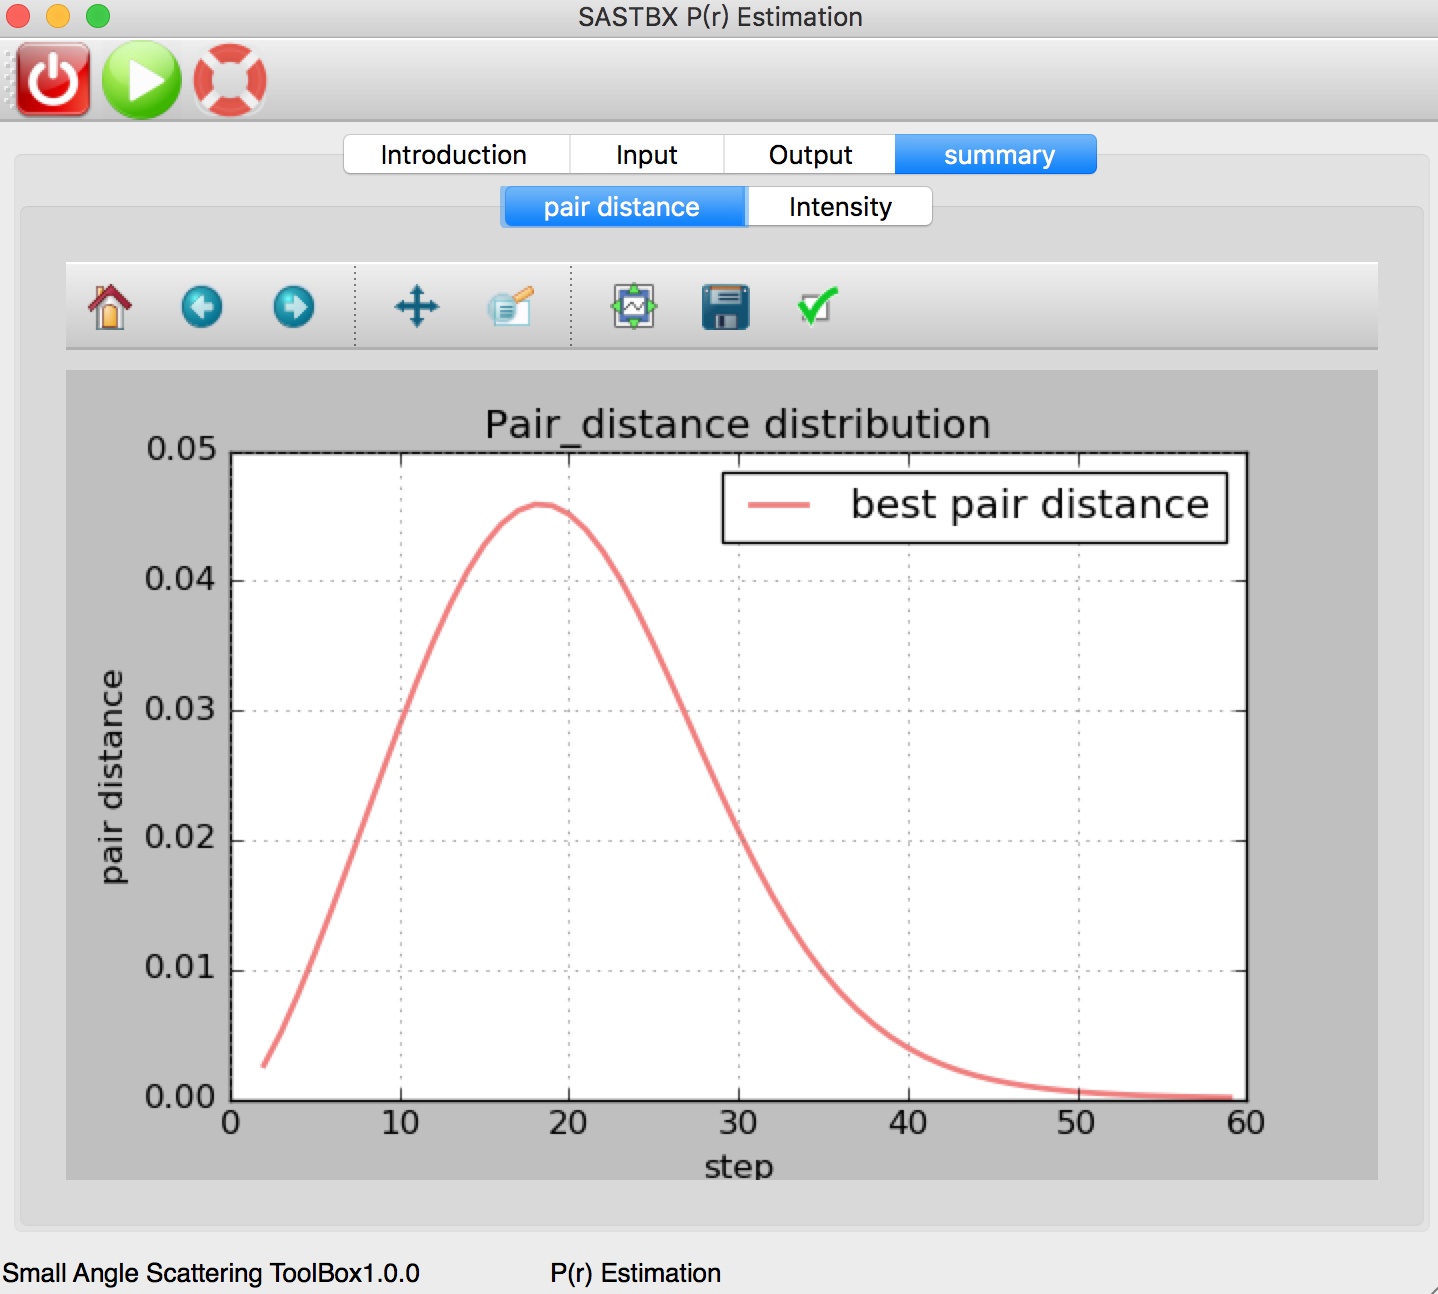 SASTBX P(r) Estimation
Introduction Input Output summary
pair distance Intensity
Pair_distance distribution
best pair distance
0.05
0.04
0.03
0.02
0.01
0.00
pair distance
0 10 20 30 40 50 60
step
Small Angle Scattering ToolBox1.0.0 P(r) Estimation